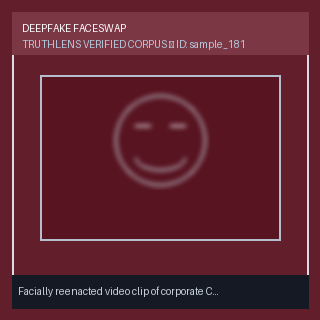 DEEPFAKE FACESWAP
TRUTHLENS VERIFIED CORPUS ID: sample_181
Facially reenacted video clip of corporate C...